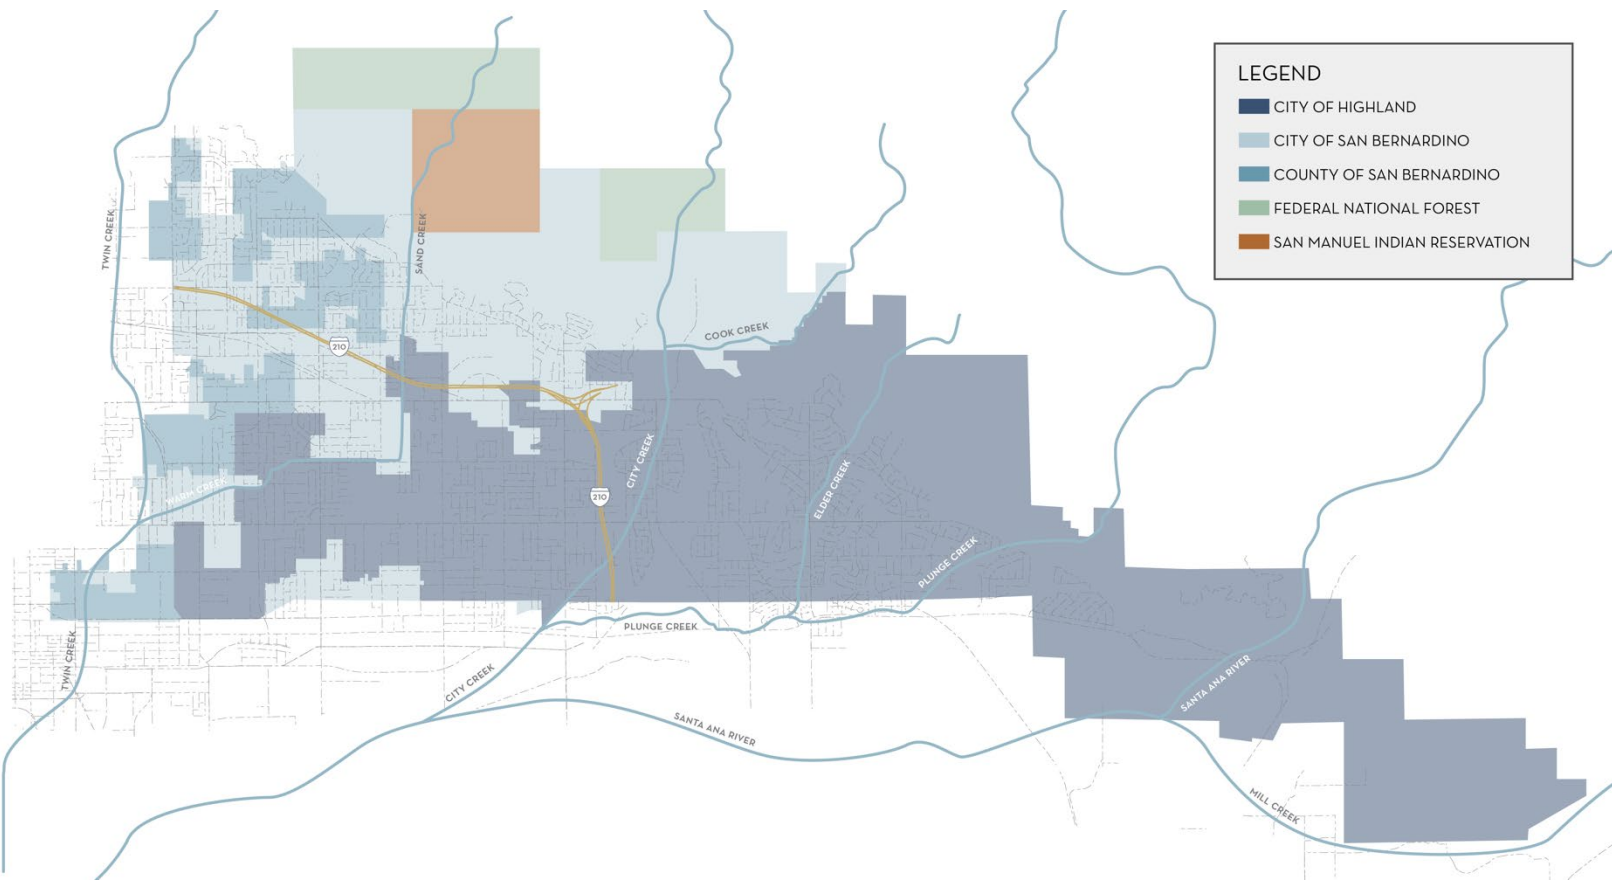 LEGEND
CITY OF HIGHLAND
CITY OF SAN BERNARDINO
COUNTY OF SAN BERNARDINO
FEDERAL NATIONAL FOREST
SAN MANUEL INDIAN RESERVATION
TWIN CREEK
SAND CREEK
COOK CREEK
210
CITY CREEK
ELDER CREEK
WARM CREEK
210
PLUNGE CREEK
PLUNGE CREEK
TWIN CREEK
CITY CREEK
SANTA ANA RIVER
SANTA ANA RIVER
MILL CREEK